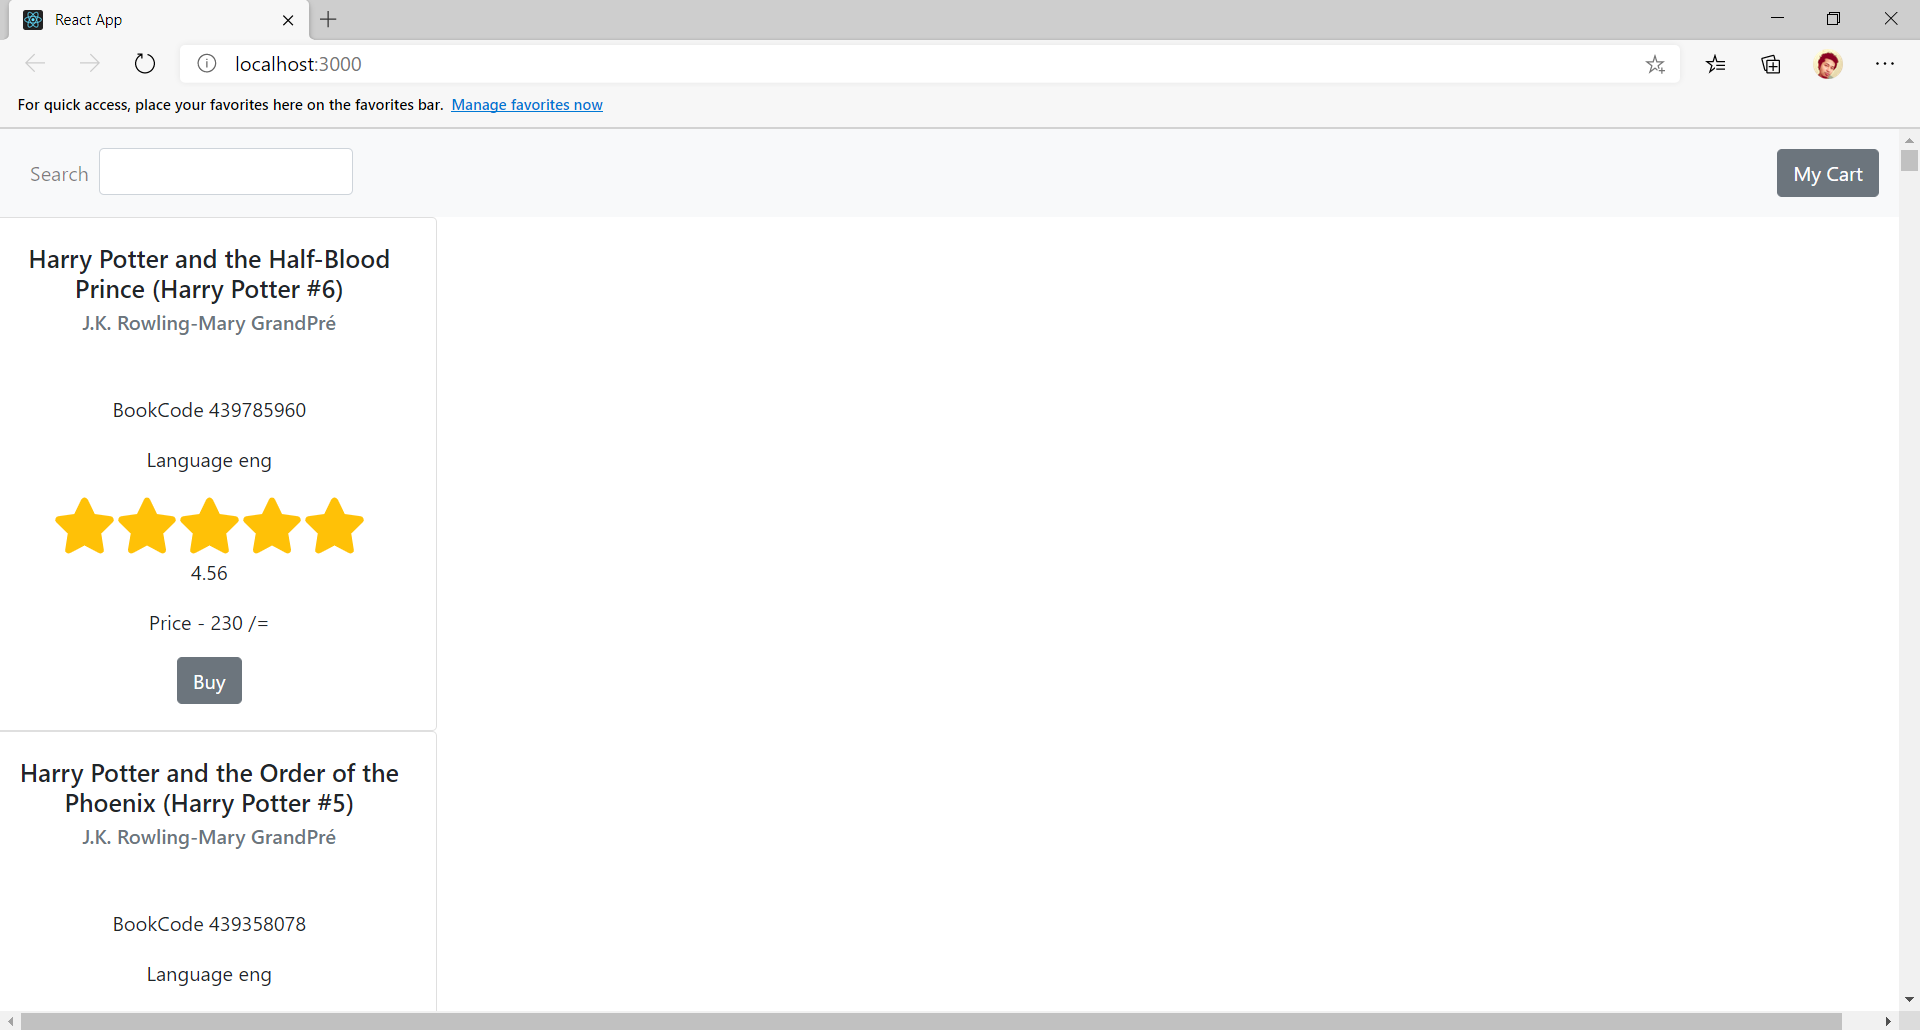 React App
localhost:3000
For quick access, place your favorites here on the favorites bar. Manage favorites now
Search
My Cart
Harry Potter and the Half-Blood
Prince (Harry Potter #6)
J.K. Rowling-Mary GrandPré
BookCode 439785960
Language eng
4.56
Price - 230 /=
Buy
Harry Potter and the Order of the
Phoenix (Harry Potter #5)
J.K. Rowling-Mary GrandPré
BookCode 439358078
Language eng